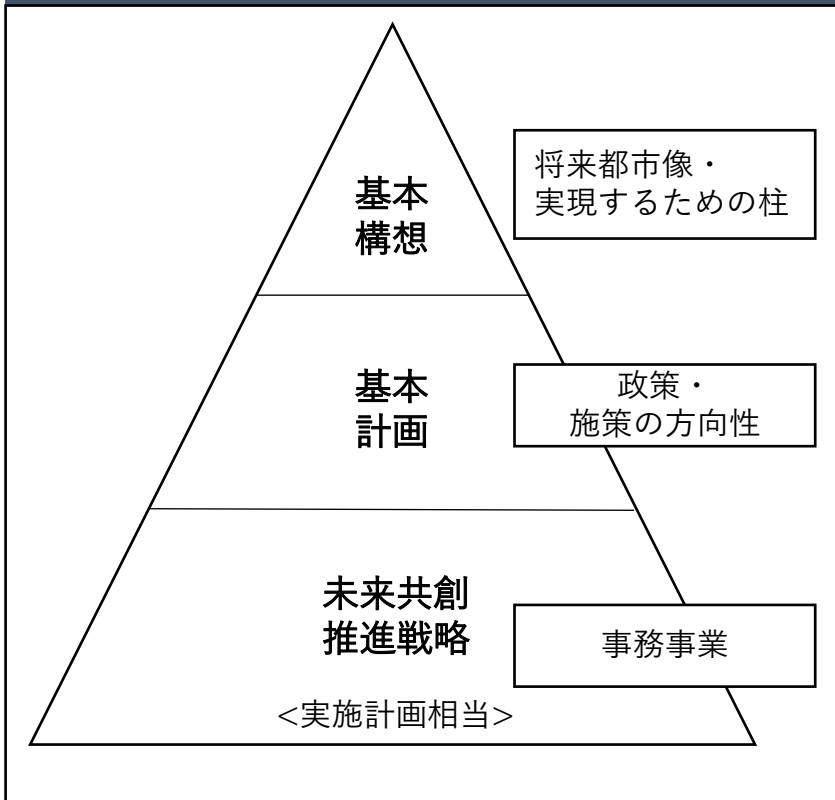 基本
構想
将来都市像・
実現するための柱
基本
計画
政策・
施策の方向性
未来共創
推進戦略
事務事業
<実施計画相当>